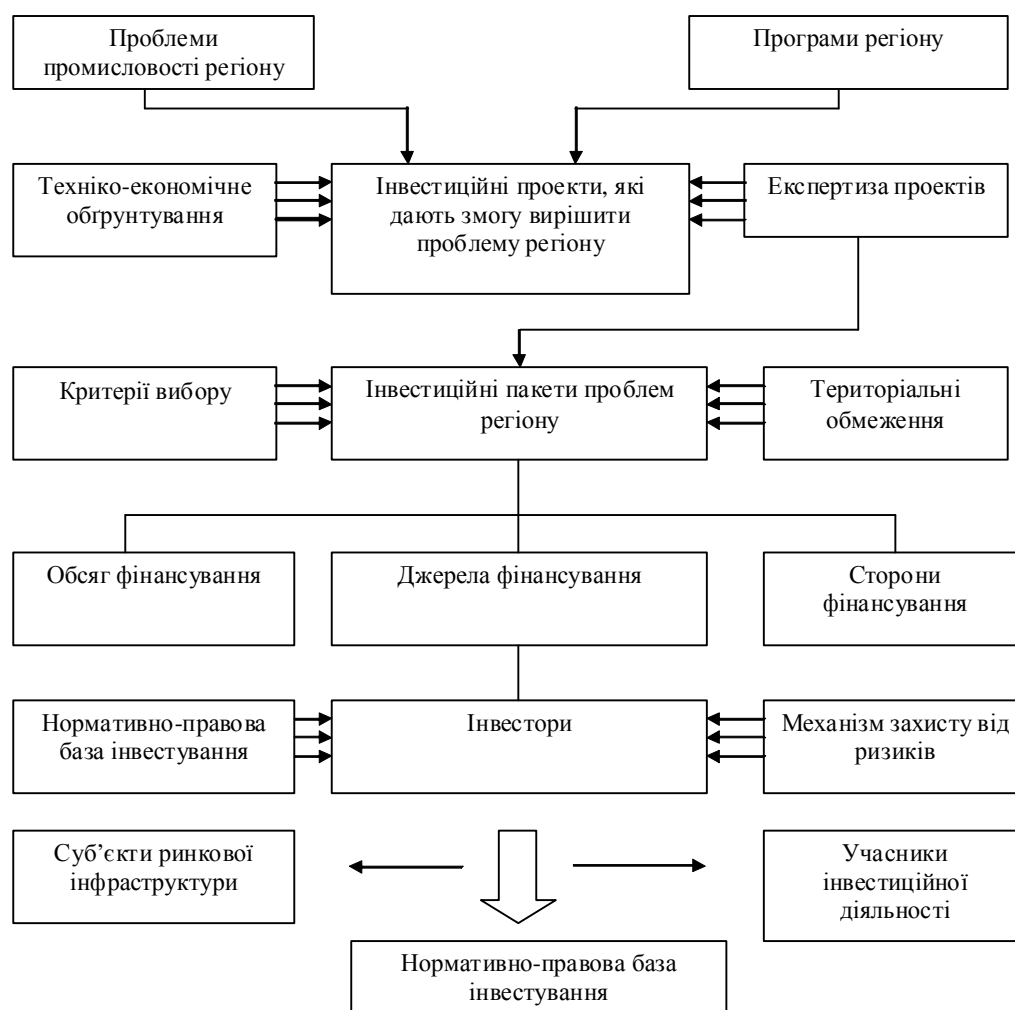 Проблеми
промисловості регіону
Програми регіону
Техніко-економічне
обґрунтування
Інвестиційні проекти, які
дають змогу вирішити
проблему регіону
Експертиза проектів
Критерії вибору
Інвестиційні пакети проблем
регіону
Територіальні
обмеження
Обсяг фінансування
Джерела фінансування
Сторони
фінансування
Нормативно-правова
база інвестування
Інвестори
Механізм захисту від
ризиків
Суб’єкти ринкової
інфраструктури
Учасники
інвестиційної
діяльності
Нормативно-правова база
інвестування